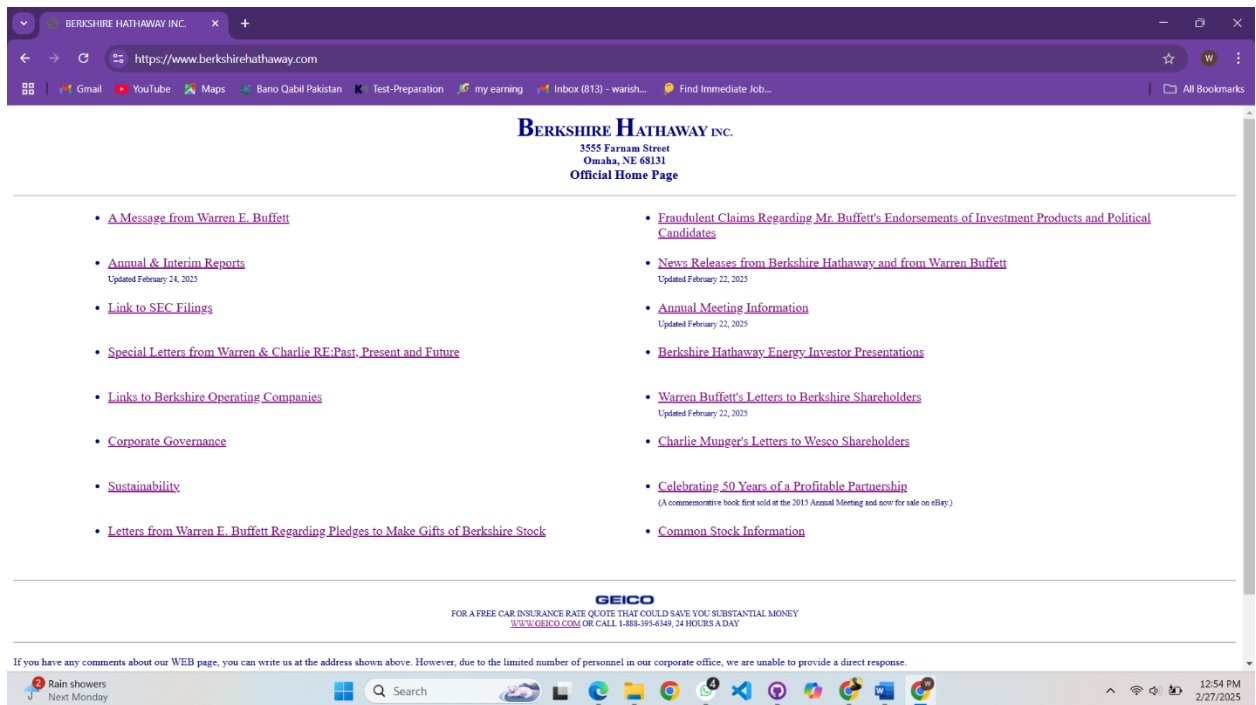 BERKSHIRE HATHAWAY INC.
https://www.berkshirehathaway.com
W
Gmail YouTube Maps Bano Qabil Pakistan Test-Preparation my earning Inbox (813) – warish... Find Immediate Job... All Bookmarks
BERKSHIRE HATHAWAY INC.
3555 Farnam Street
Omaha, NE 68131
Official Home Page
A Message from Warren E. Buffett
Fraudulent Claims Regarding Mr. Buffett's Endorsements of Investment Products and Political
Candidates
Annual & Interim Reports
Updated February 24, 2025
News Releases from Berkshire Hathaway and from Warren Buffett
Updated February 22, 2025
Link to SEC Filings
Annual Meeting Information
Updated February 22, 2025
Special Letters from Warren & Charlie RE:Past, Present and Future
Berkshire Hathaway Energy Investor Presentations
Links to Berkshire Operating Companies
Warren Buffett's Letters to Berkshire Shareholders
Updated February 22, 2025
Corporate Governance
Charlie Munger's Letters to Wesco Shareholders
Sustainability
Celebrating 50 Years of a Profitable Partnership
(A commemorative book first sold at the 2015 Annual Meeting and now for sale on eBay.)
Letters from Warren E. Buffett Regarding Pledges to Make Gifts of Berkshire Stock
Common Stock Information
GEICO
FOR A FREE CAR INSURANCE RATE QUOTE THAT COULD SAVE YOU SUBSTANTIAL MONEY
WWW.GEICO.COM OR CALL 1-888-395-6349, 24 HOURS A DAY
If you have any comments about our WEB page, you can write us at the address shown above. However, due to the limited number of personnel in our corporate office, we are unable to provide a direct response.
2 Rain showers
Next Monday
Search
4
W
12:54 PM
2/27/2025